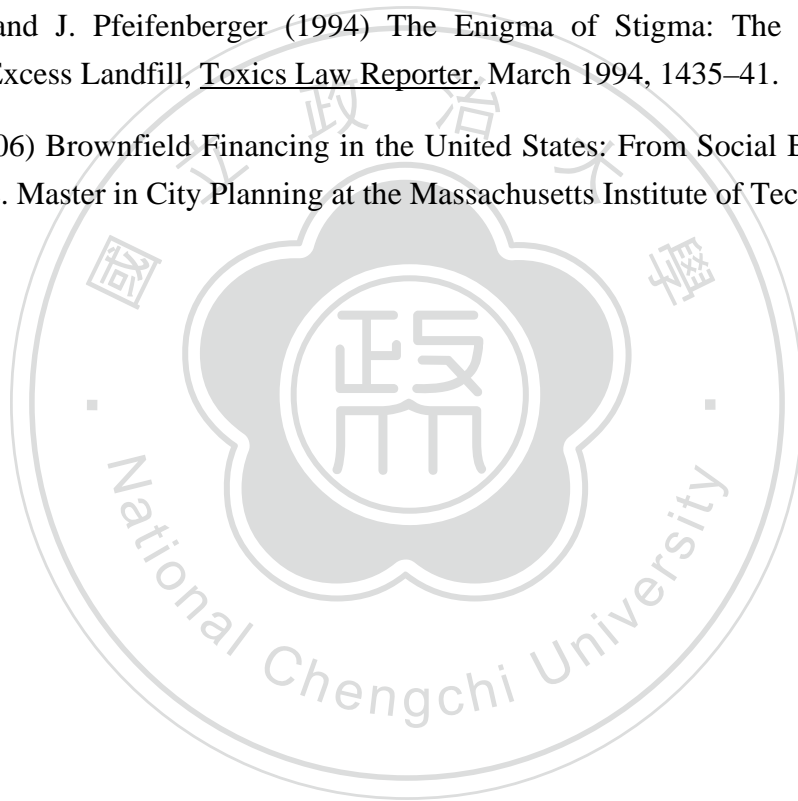 and J. Pfeifenberger (1994) The Enigma of Stigma: The
Excess Landfill, Toxics Law Reporter. March 1994, 1435–41.
06) Brownfield Financing in the United States: From Social E
. Master in City Planning at the Massachusetts Institute of Tec
國立政治大學
政
National Chengchi University